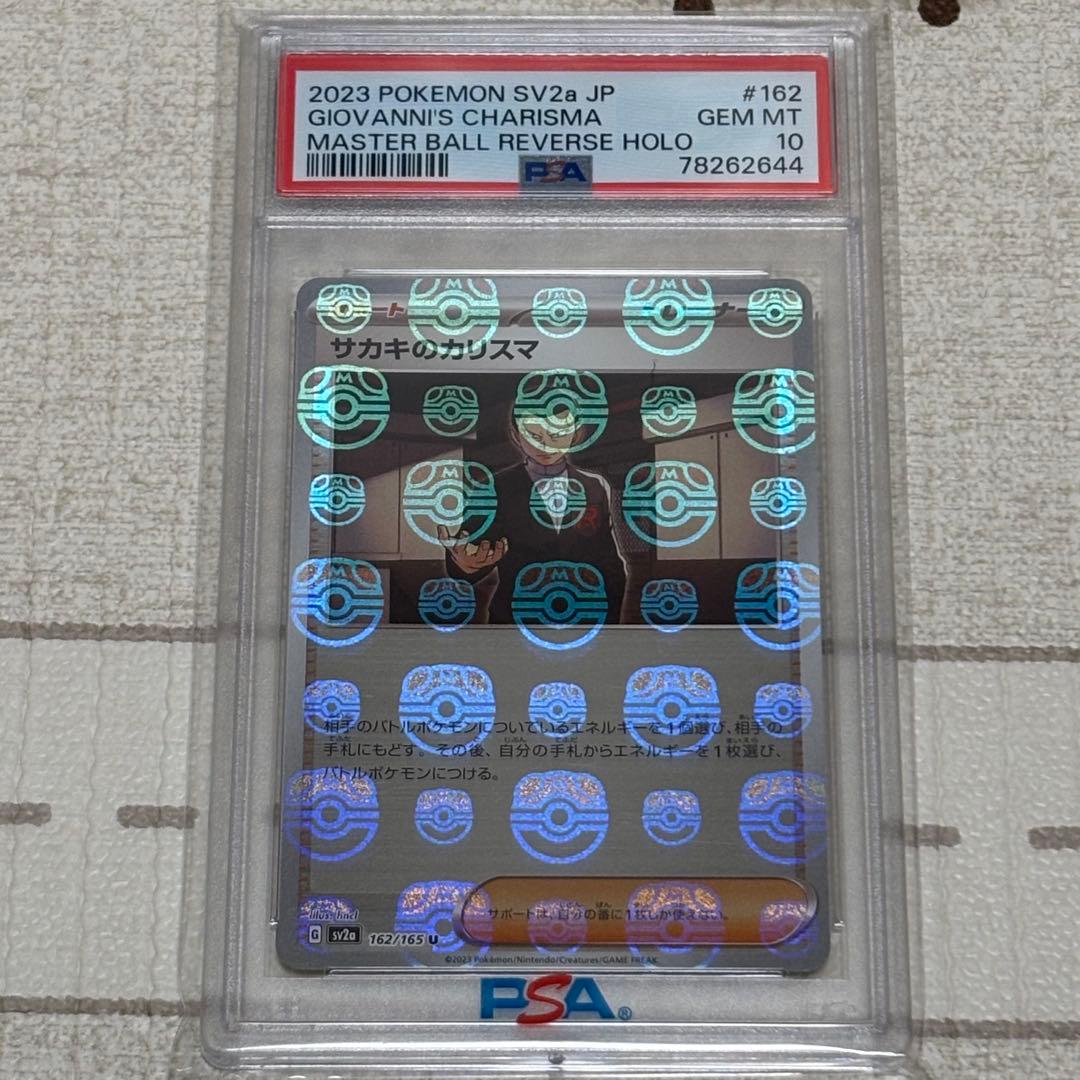 2023 POKEMON SV2a JP #162
GIOVANNI'S CHARISMA GEM MT
MASTER BALL REVERSE HOLO 10
78262644
PSA
サカキのカリスマ
相手のバトルポケモンについているエネルギーを1個選び、相手の
手札にもどす。その後、自分の手札からエネルギーを1枚選び、
バトルポケモンにつける。
サポートは、自分の番に1枚しか使えない。
Illus. hncl
G sv2a 162/165 U
©2023 Pokémon/Nintendo/Creatures/GAME FREAK
PSA®